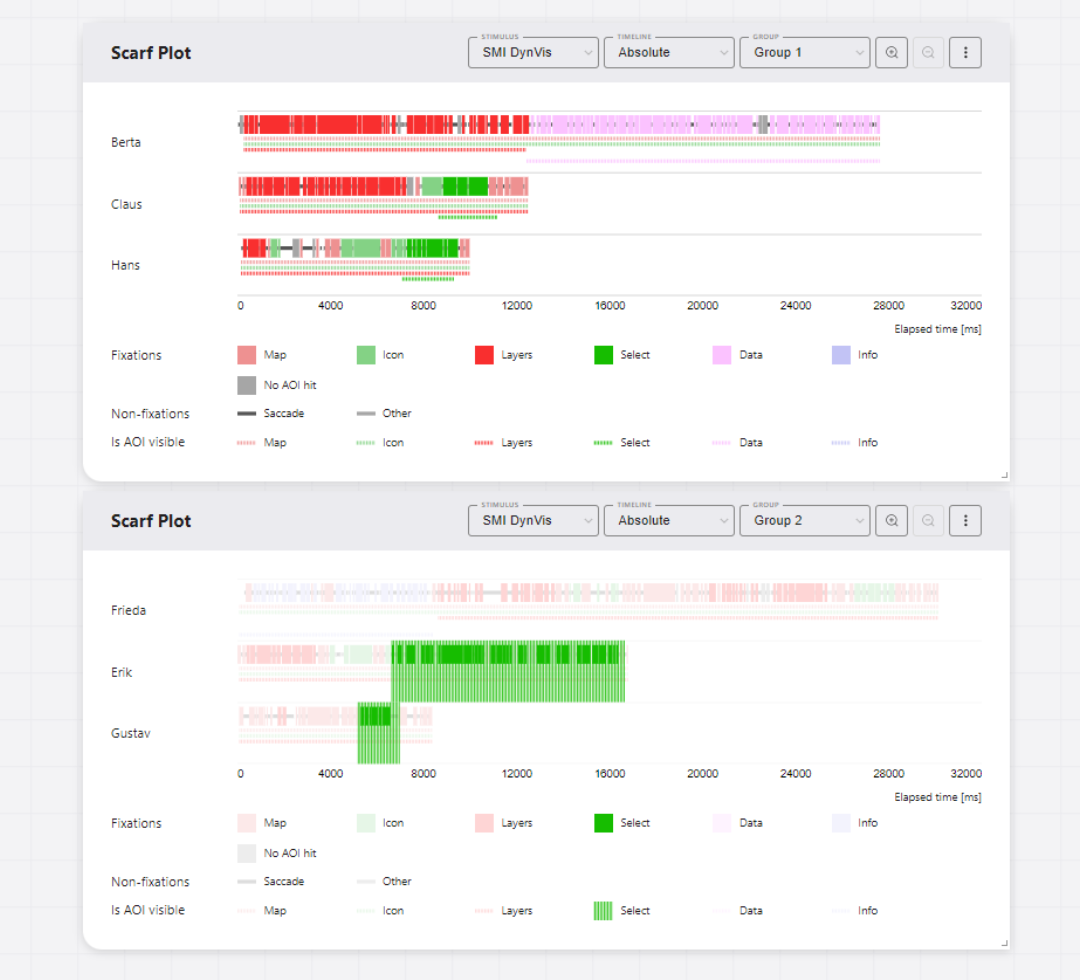 Scarf Plot
STIMULUS TIMELINE GROUP
SMI DynVis Absolute Group 1
Berta
Claus
Hans
0 4000 8000 12000 16000 20000 24000 28000 32000
Elapsed time [ms]
Fixations Map Icon Layers Select Data Info
No AOI hit
Non-fixations Saccade Other
Is AOI visible Map Icon Layers Select Data Info
Scarf Plot
STIMULUS TIMELINE GROUP
SMI DynVis Absolute Group 2
Frieda
Erik
Gustav
0 4000 8000 12000 16000 20000 24000 28000 32000
Elapsed time [ms]
Fixations Map Icon Layers Select Data Info
No AOI hit
Non-fixations Saccade Other
Is AOI visible Map Icon Layers Select Data Info